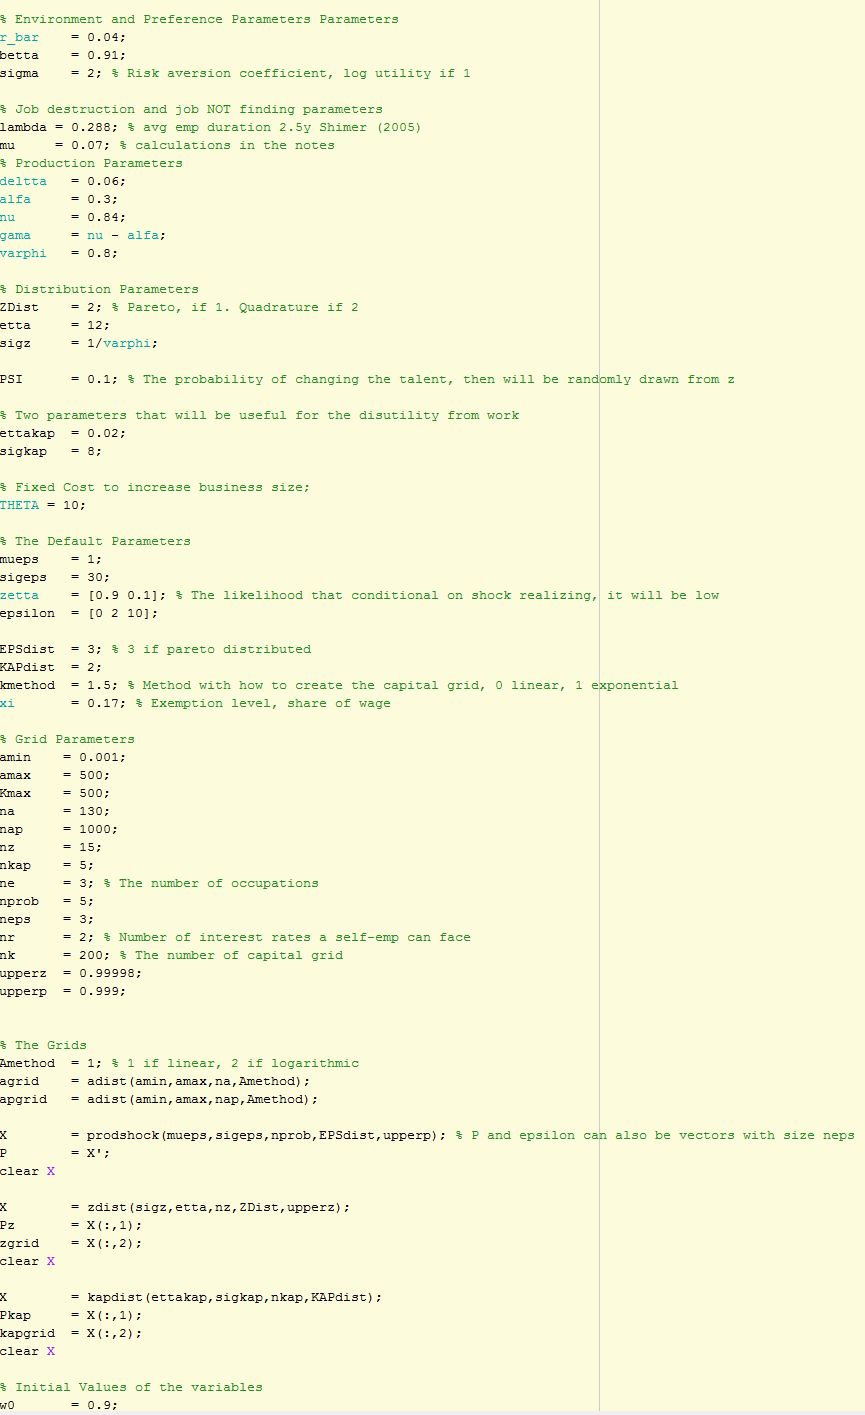 % Environment and Preference Parameters Parameters
r_bar    = 0.04;
betta    = 0.91;
sigma    = 2; % Risk aversion coefficient, log utility if 1
% Job destruction and job NOT finding parameters
lambda = 0.288; % avg emp duration 2.5y Shimer (2005)
mu     = 0.07; % calculations in the notes
% Production Parameters
deltta   = 0.06;
alfa     = 0.3;
nu       = 0.84;
gama     = nu - alfa;
varphi   = 0.8;
% Distribution Parameters
ZDist    = 2; % Pareto, if 1. Quadrature if 2
etta     = 12;
sigz     = 1/varphi;
PSI      = 0.1; % The probability of changing the talent, then will be randomly drawn from z
% Two parameters that will be useful for the disutility from work
ettakap  = 0.02;
sigkap   = 8;
% Fixed Cost to increase business size;
THETA = 10;
% The Default Parameters
mueps    = 1;
sigeps   = 30;
zetta    = [0.9 0.1]; % The likelihood that conditional on shock realizing, it will be low
epsilon  = [0 2 10];
EPSdist  = 3; % 3 if pareto distributed
KAPdist  = 2;
kmethod  = 1.5; % Method with how to create the capital grid, 0 linear, 1 exponential
xi       = 0.17; % Exemption level, share of wage
% Grid Parameters
amin    = 0.001;
amax    = 500;
Kmax    = 500;
na      = 130;
nap     = 1000;
nz      = 15;
nkap    = 5;
ne      = 3; % The number of occupations
nprob   = 5;
neps    = 3;
nr      = 2; % Number of interest rates a self-emp can face
nk      = 200; % The number of capital grid
upperz  = 0.99998;
upperp  = 0.999;
% The Grids
Amethod  = 1; % 1 if linear, 2 if logarithmic
agrid    = adist(amin,amax,na,Amethod);
apgrid   = adist(amin,amax,nap,Amethod);
X        = prodshock(mueps,sigeps,nprob,EPSdist,upperp); % P and epsilon can also be vectors with size neps
P        = X';
clear X
X        = zdist(sigz,etta,nz,ZDist,upperz);
Pz       = X(:,1);
zgrid    = X(:,2);
clear X
X        = kapdist(ettakap,sigkap,nkap,KAPdist);
Pkap     = X(:,1);
kapgrid  = X(:,2);
clear X
% Initial Values of the variables
w0       = 0.9;